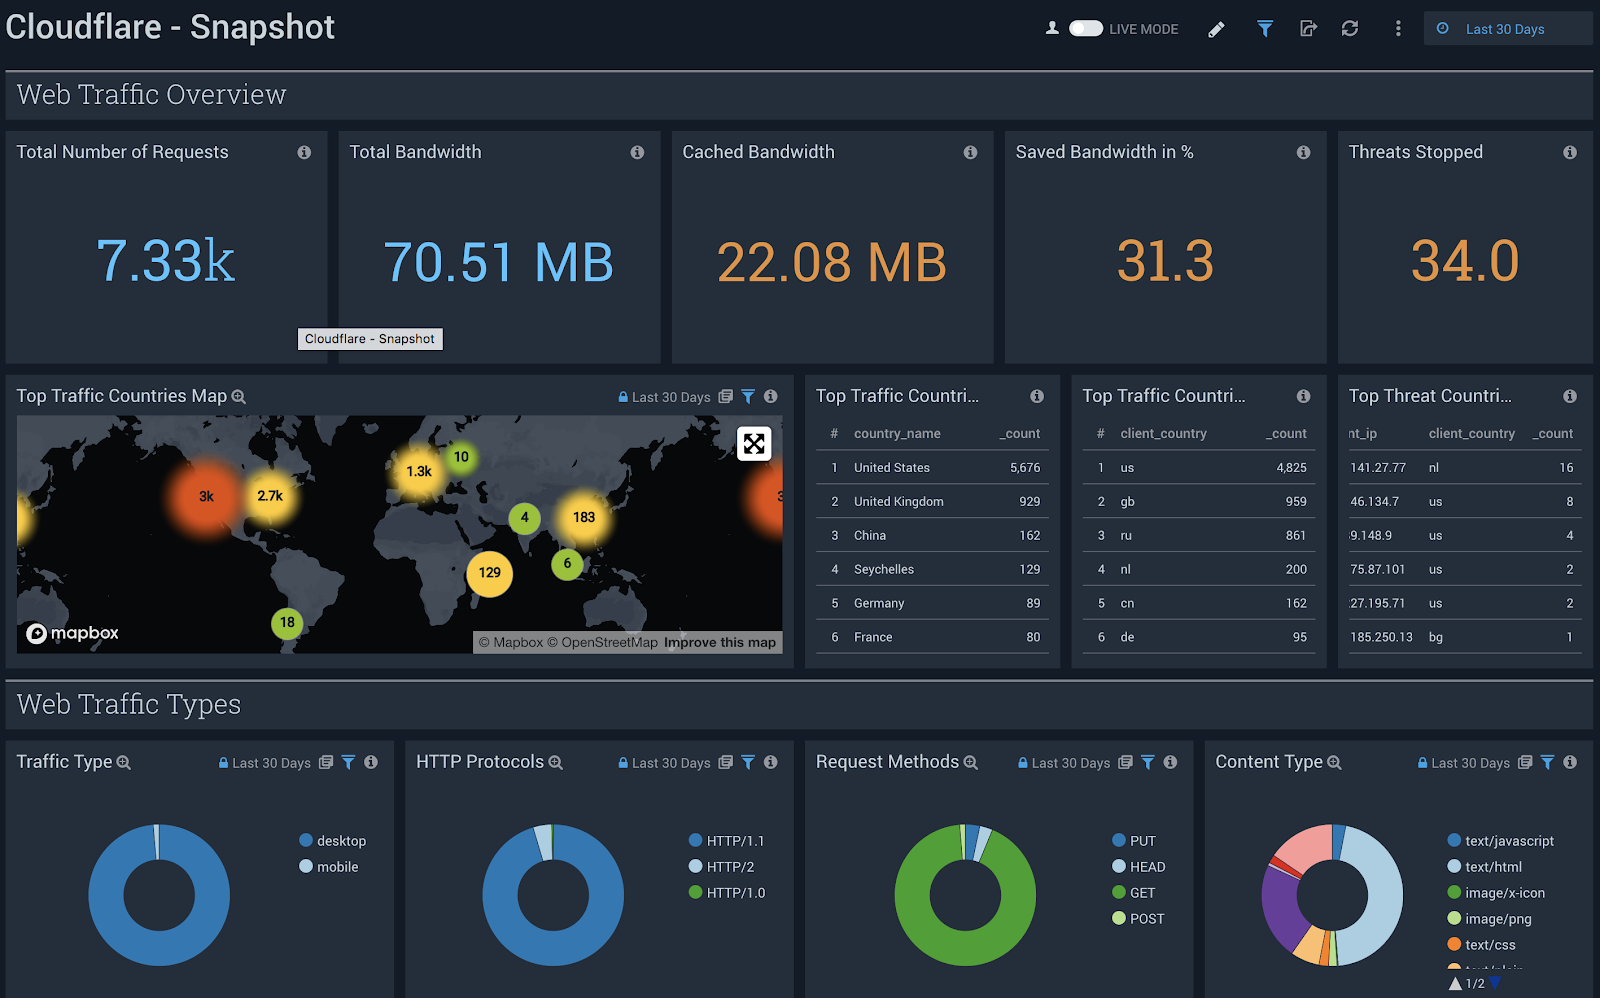 Cloudflare - Snapshot
LIVE MODE
Last 30 Days
Web Traffic Overview
Total Number of Requests
7.33k
Total Bandwidth
70.51 MB
Cached Bandwidth
22.08 MB
Saved Bandwidth in %
31.3
Threats Stopped
34.0
Cloudflare - Snapshot
Top Traffic Countries Map
Last 30 Days
3k
2.7k
1.3k
10
4
183
6
129
18
3
mapbox
© Mapbox © OpenStreetMap Improve this map
Top Traffic Countri...
# country_name _count
1 United States 5,676
2 United Kingdom 929
3 China 162
4 Seychelles 129
5 Germany 89
6 France 80
Top Traffic Countri...
# client_country _count
1 us 4,825
2 gb 959
3 ru 861
4 nl 200
5 cn 162
6 de 95
Top Threat Countri...
nt_ip client_country _count
141.27.77 nl 16
46.134.7 us 8
9.148.9 us 4
75.87.101 us 2
27.195.71 us 2
185.250.13 bg 1
Web Traffic Types
Traffic Type
Last 30 Days
desktop
mobile
HTTP Protocols
Last 30 Days
HTTP/1.1
HTTP/2
HTTP/1.0
Request Methods
Last 30 Days
PUT
HEAD
GET
POST
Content Type
Last 30 Days
text/javascript
text/html
image/x-icon
image/png
text/css
1/2